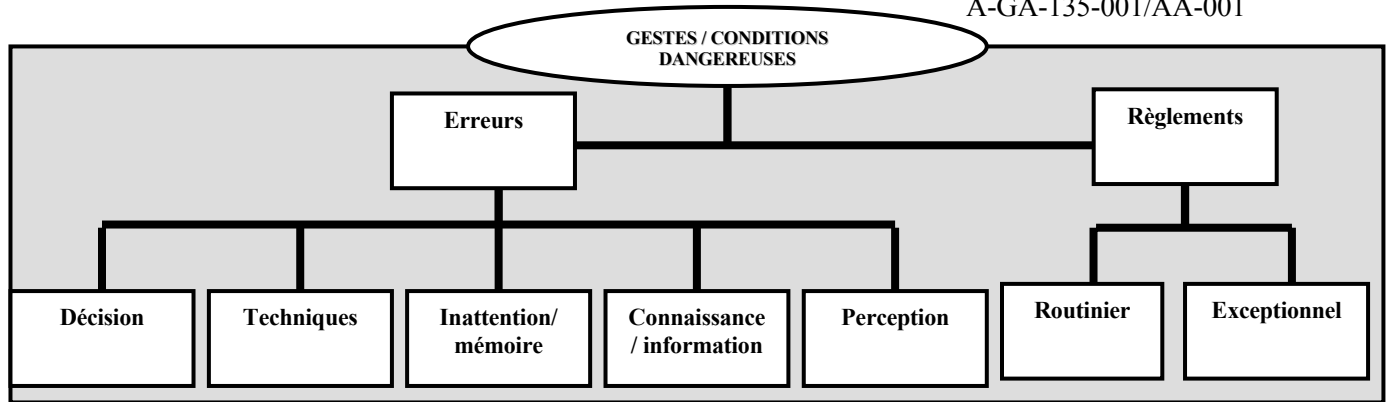 A-GA-135-001/AA-001
GESTES / CONDITIONS
DANGEREUSES
Erreurs
Règlements
Décision
Techniques
Inattention/
mémoire
Connaissance
/ information
Perception
Routinier
Exceptionnel